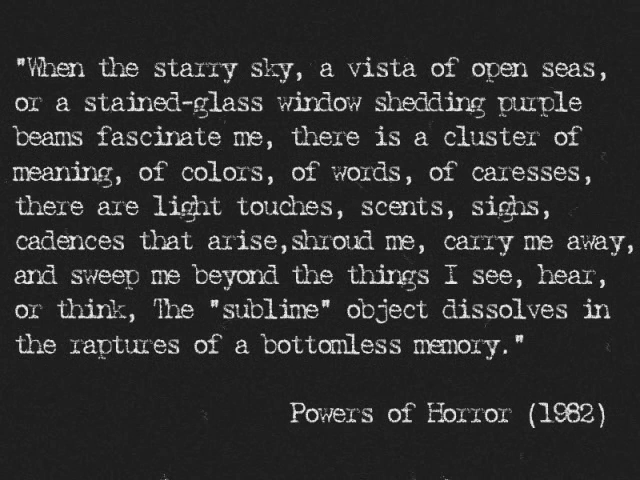 "When the starry sky, a vista of open seas,
or a stained-glass window shedding purple
beams fascinate me, there is a cluster of
meaning, of colors, of words, of caresses,
there are light touches, scents, sighs,
cadences that arise,shroud me, carry me away,
and sweep me beyond the things I see, hear,
or think, The "sublime" object dissolves in
the raptures of a bottomless memory."
Powers of Horror (1982)